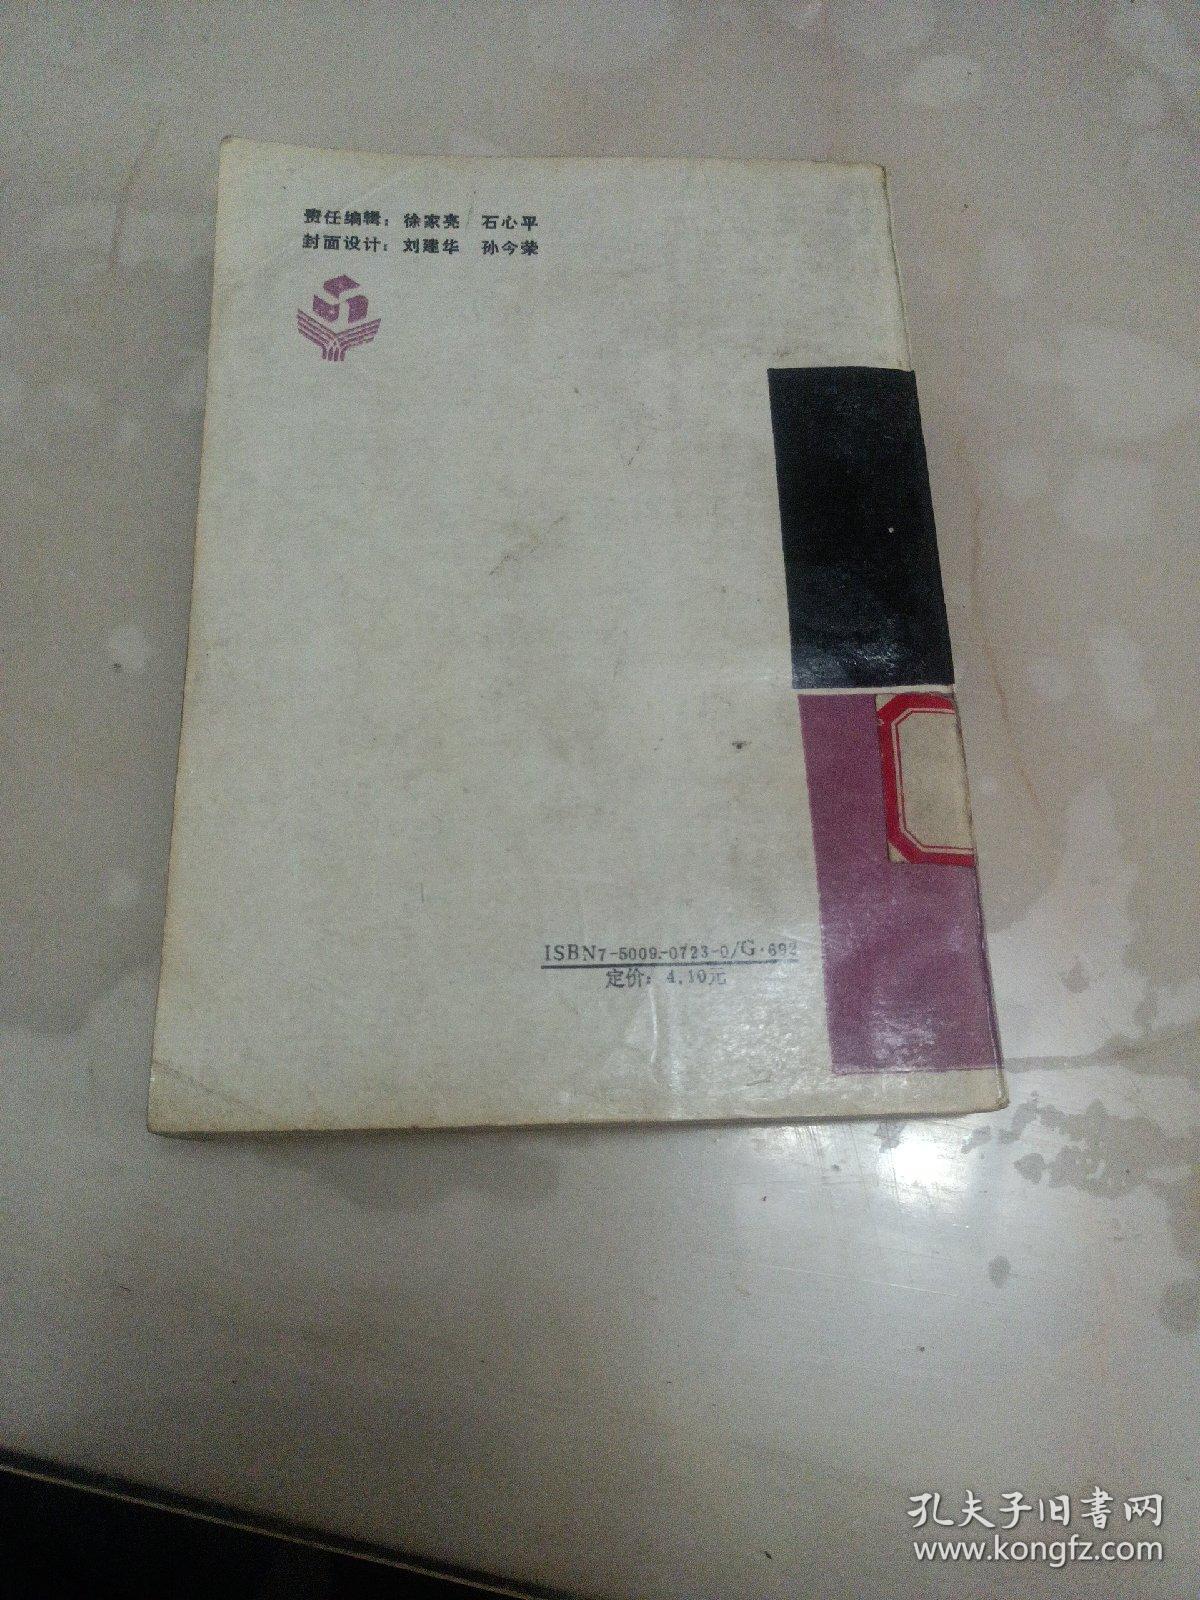 责任编辑：徐家亮 石心平
封面设计：刘建华 孙今荣
ISBN7-5009-0723-0/G·692
定价：4.10元
孔夫子旧书网
www.kongfz.com